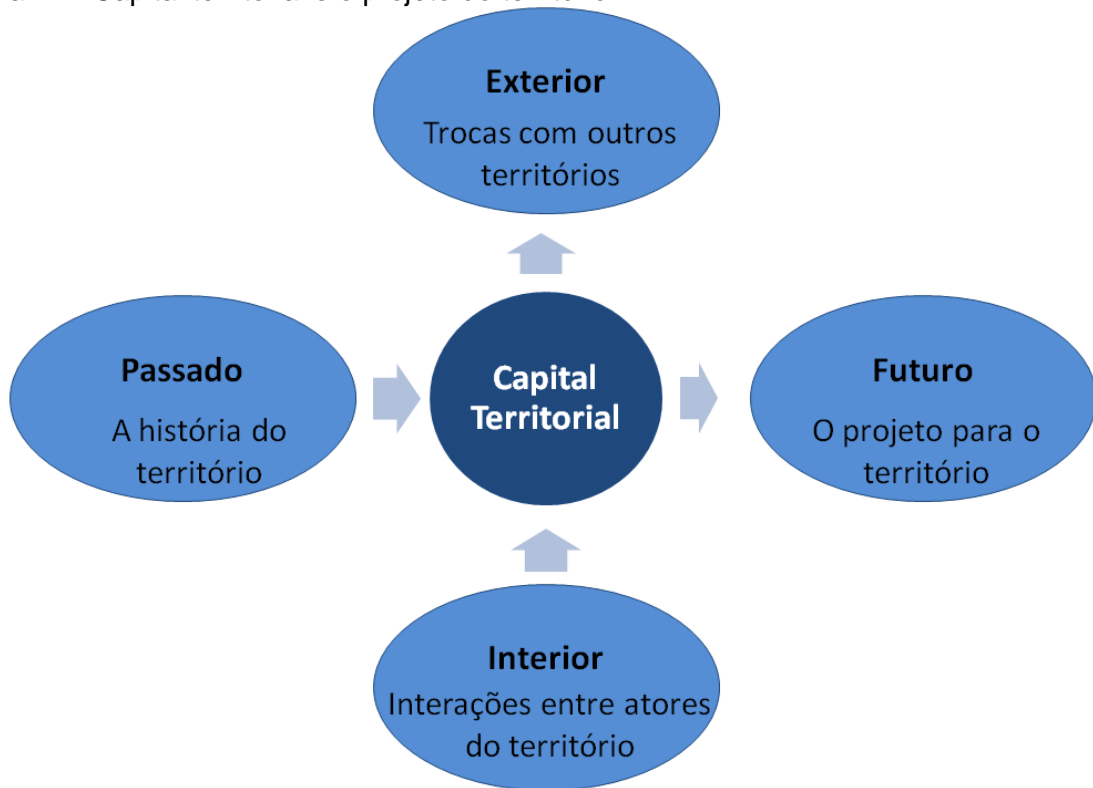 Exterior
Trocas com outros
territórios
Passado
A história do
território
Capital
Territorial
Futuro
O projeto para o
território
Interior
Interações entre atores
do território